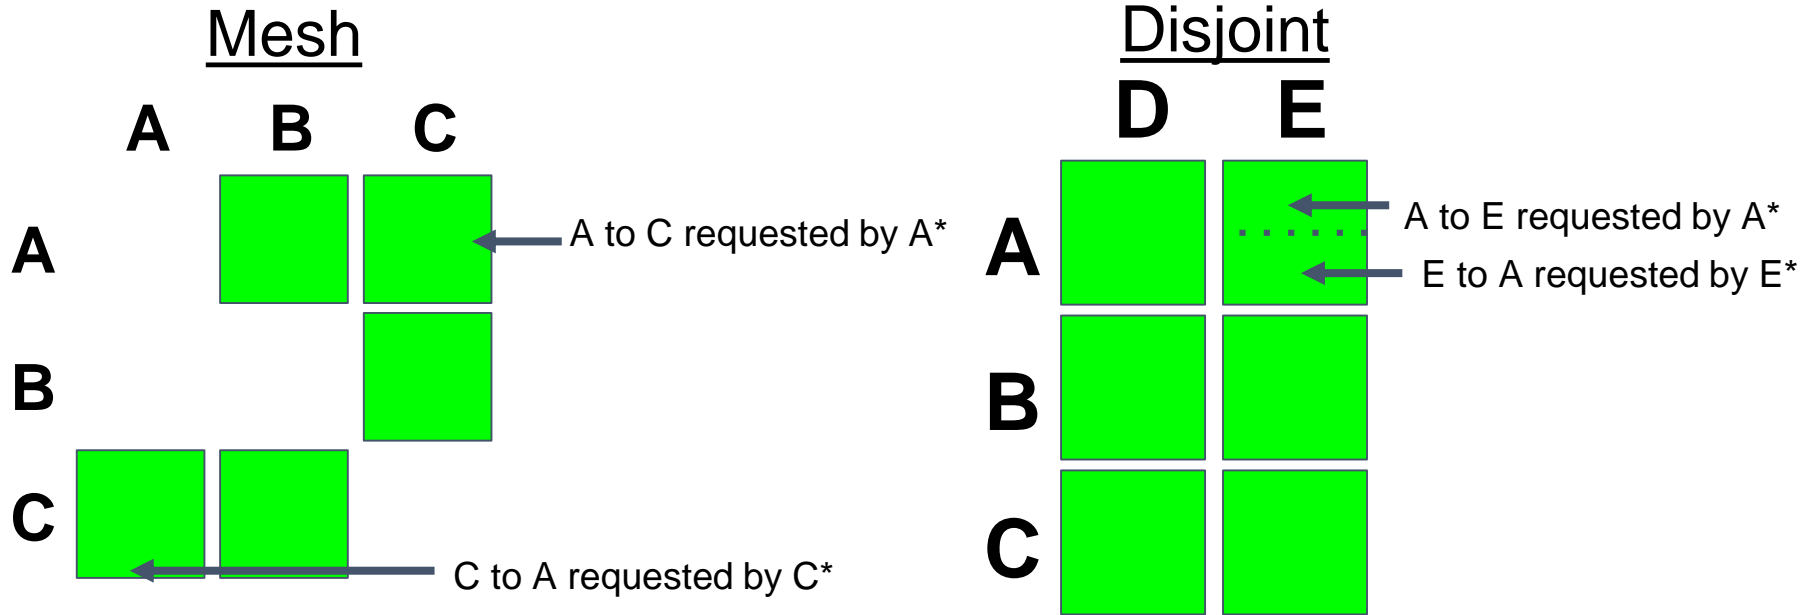 Mesh
A B C
A
A to C requested by A*
B
C
C to A requested by C*
Disjoint
D E
A
A to E requested by A*
E to A requested by E*
B
C